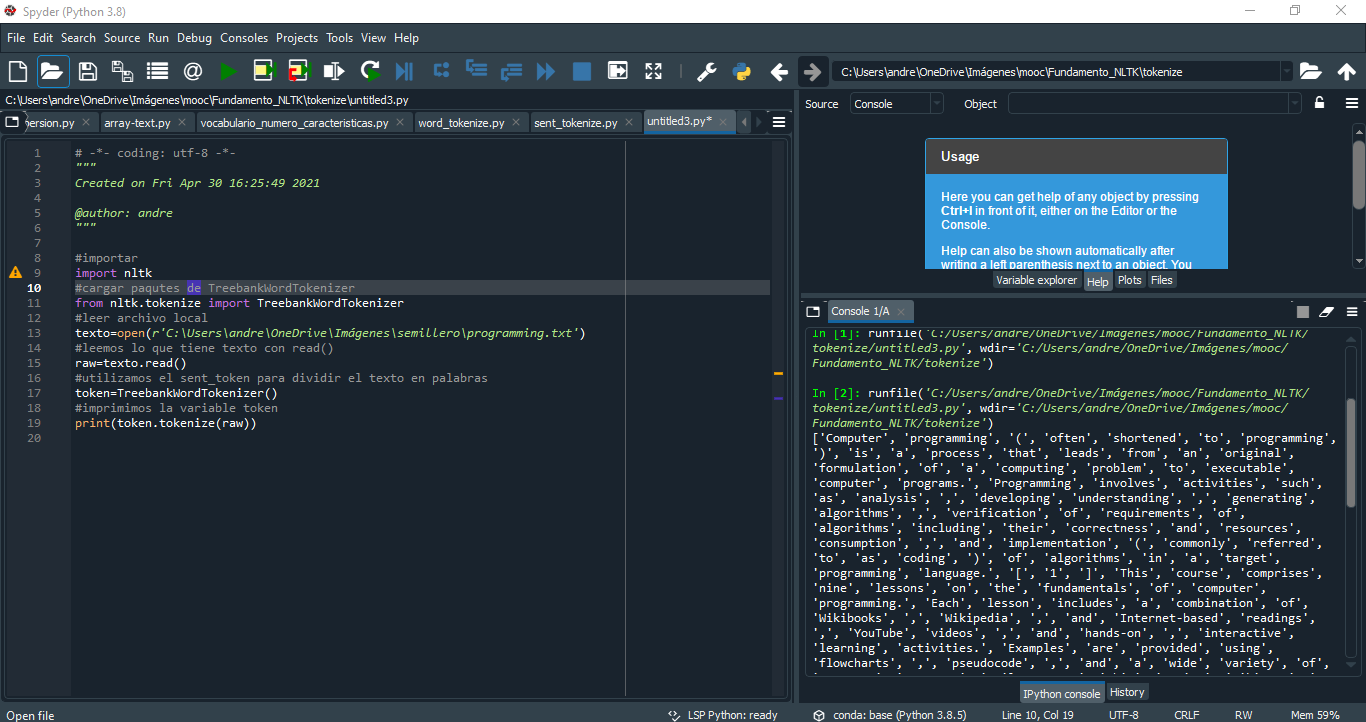 Spyder (Python 3.8)
File Edit Search Source Run Debug Consoles Projects Tools View Help
C:\Users\andre\OneDrive\Imágenes\mooc\Fundamento_NLTK\tokenize
C:\Users\andre\OneDrive\Imágenes\mooc\Fundamento_NLTK\tokenize\untitled3.py
ersion.py array-text.py vocabulario_numero_caracteristicas.py word_tokenize.py sent_tokenize.py untitled3.py*
1 # -*- coding: utf-8 -*-
2 """
3 Created on Fri Apr 30 16:25:49 2021
4
5 @author: andre
6 """
7
8 #importar
9 import nltk
10 #cargar paqutes de TreebankWordTokenizer
11 from nltk.tokenize import TreebankWordTokenizer
12 #leer archivo local
13 texto=open(r'C:\Users\andre\OneDrive\Imágenes\semillero\programming.txt')
14 #leemos lo que tiene texto con read()
15 raw=texto.read()
16 #utilizamos el sent_token para dividir el texto en palabras
17 token=TreebankWordTokenizer()
18 #imprimimos la variable token
19 print(token.tokenize(raw))
20
Source Console Object
Usage
Here you can get help of any object by pressing
Ctrl+I in front of it, either on the Editor or the
Console.
Help can also be shown automatically after
writing a left parenthesis next to an object. You
Variable explorer Help Plots Files
Console 1/A
In [1]: runfile('C:/Users/andre/OneDrive/Imágenes/mooc/Fundamento_NLTK/
tokenize/untitled3.py', wdir='C:/Users/andre/OneDrive/Imágenes/mooc/
Fundamento_NLTK/tokenize')
In [2]: runfile('C:/Users/andre/OneDrive/Imágenes/mooc/Fundamento_NLTK/
tokenize/untitled3.py', wdir='C:/Users/andre/OneDrive/Imágenes/mooc/
Fundamento_NLTK/tokenize')
['Computer', 'programming', '(', 'often', 'shortened', 'to', 'programming',
')', 'is', 'a', 'process', 'that', 'leads', 'from', 'an', 'original',
'formulation', 'of', 'a', 'computing', 'problem', 'to', 'executable',
'computer', 'programs.', 'Programming', 'involves', 'activities', 'such',
'as', 'analysis', ',', 'developing', 'understanding', ',', 'generating',
'algorithms', ',', 'verification', 'of', 'requirements', 'of',
'algorithms', 'including', 'their', 'correctness', 'and', 'resources',
'consumption', ',', 'and', 'implementation', '(', 'commonly', 'referred',
'to', 'as', 'coding', ')', 'of', 'algorithms', 'in', 'a', 'target',
'programming', 'language.', '[', '1', ']', 'This', 'course', 'comprises',
'nine', 'lessons', 'on', 'the', 'fundamentals', 'of', 'computer',
'programming.', 'Each', 'lesson', 'includes', 'a', 'combination', 'of',
'Wikibooks', ',', 'Wikipedia', ',', 'and', 'Internet-based', 'readings',
',', 'YouTube', 'videos', ',', 'and', 'hands-on', ',', 'interactive',
'learning', 'activities.', 'Examples', 'are', 'provided', 'using',
'flowcharts', ',', 'pseudocode', ',', 'and', 'a', 'wide', 'variety', 'of',
IPython console History
Open file LSP Python: ready conda: base (Python 3.8.5) Line 10, Col 19 UTF-8 CRLF RW Mem 59%